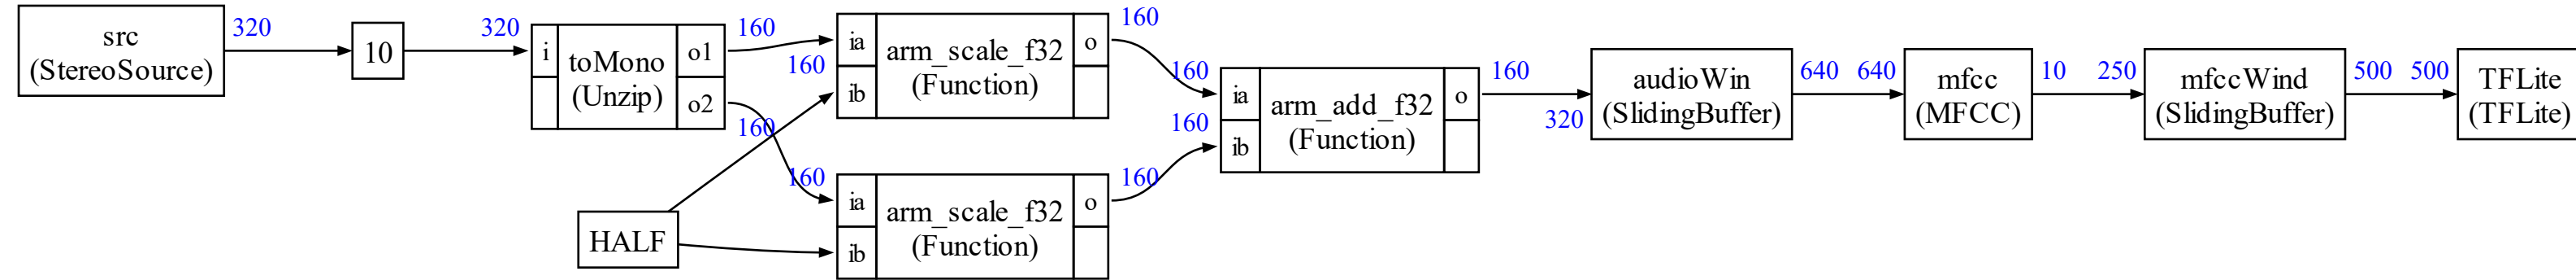 src
(StereoSource)
320
10
320
i
toMono
(Unzip)
o1
o2
160
160
HALF
160
ia
ib
arm_scale_f32
(Function)
o
160
160
ia
ib
arm_scale_f32
(Function)
o
160
160
160
ia
ib
arm_add_f32
(Function)
o
160
320
audioWin
(SlidingBuffer)
640
640
mfcc
(MFCC)
10
250
mfccWind
(SlidingBuffer)
500
500
TFLite
(TFLite)